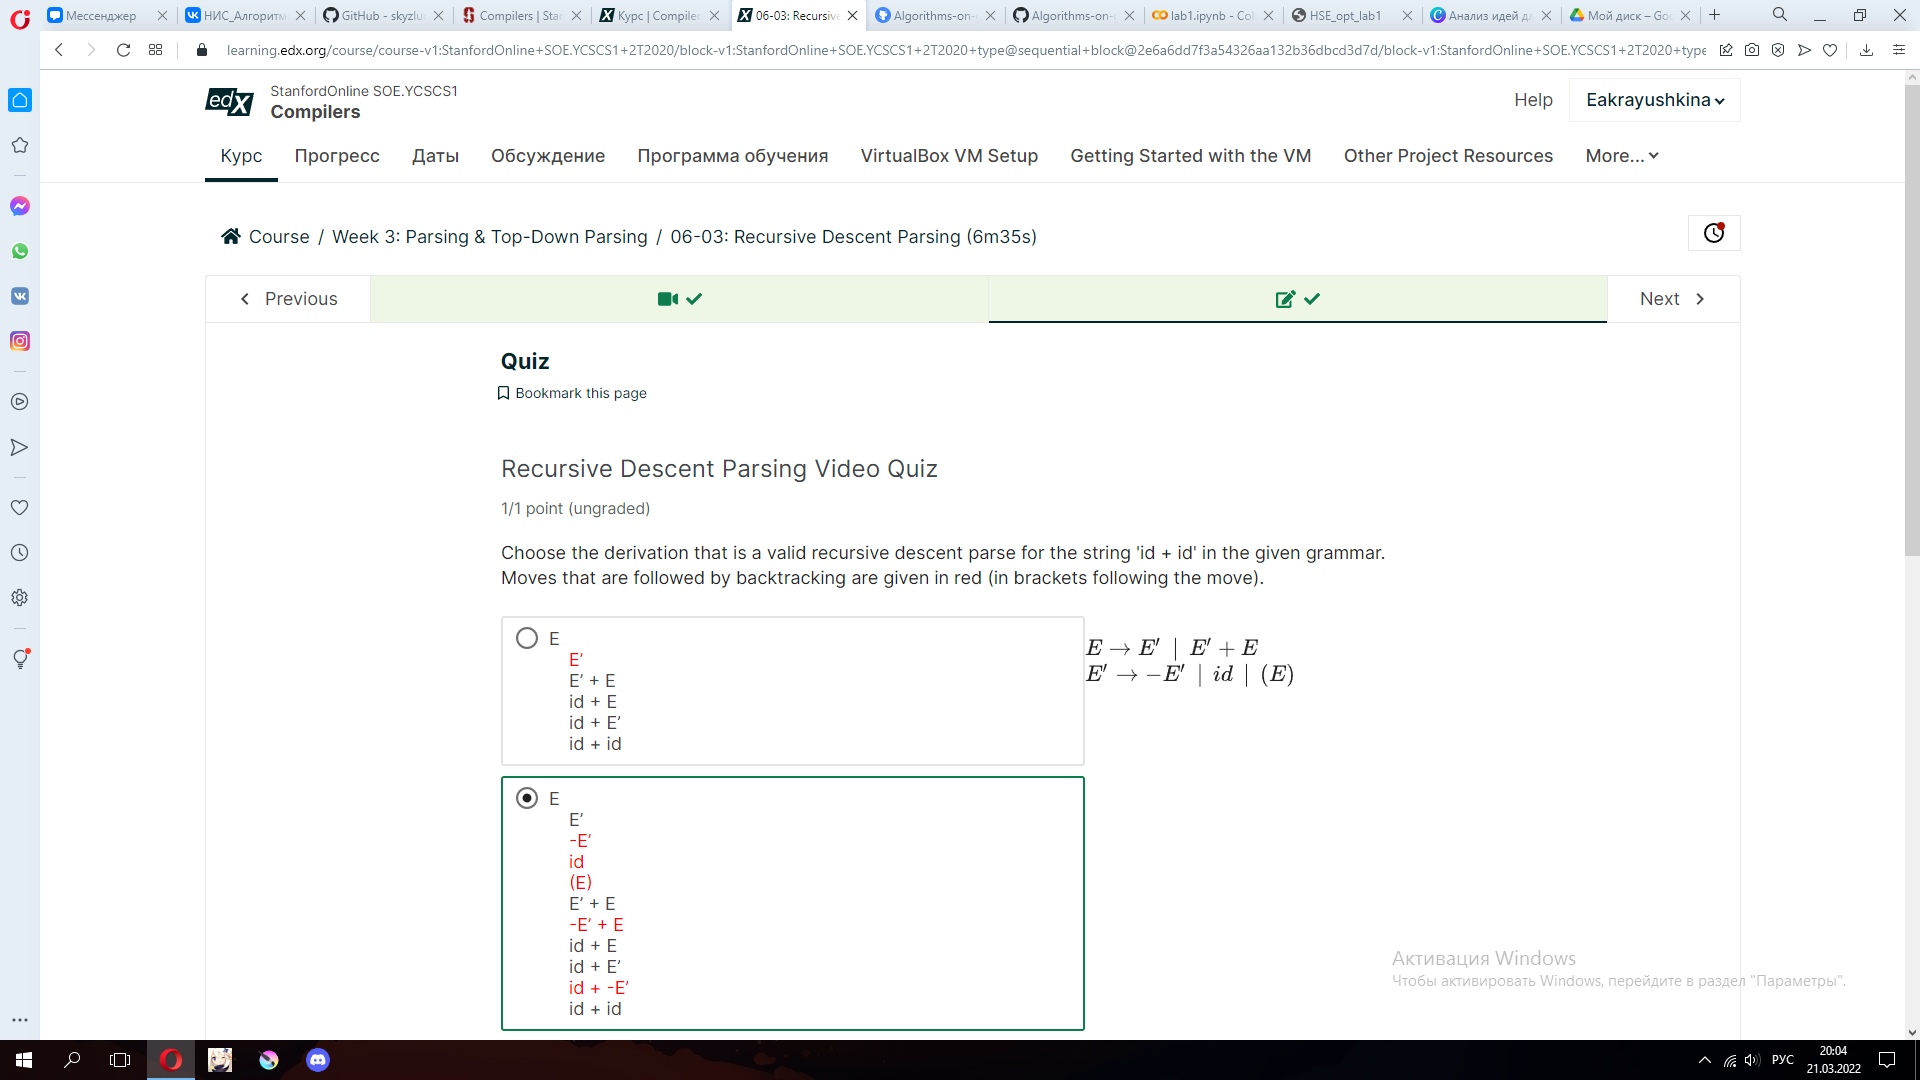 Мессенджер
НИС_Алгоритм
GitHub - skyzlu
Compilers | Star
Курс | Compiler
06-03: Recursive
Algorithms-on-
Algorithms-on-
lab1.ipynb - Col
HSE_opt_lab1
Анализ идей дл
Мой диск – Goo
learning.edx.org/course/course-v1:StanfordOnline+SOE.YCSCS1+2T2020/block-v1:StanfordOnline+SOE.YCSCS1+2T2020+type@sequential+block@2e6a6dd7f3a54326aa132b36dbcd3d7d/block-v1:StanfordOnline+SOE.YCSCS1+2T2020+type
edX
StanfordOnline SOE.YCSCS1
Compilers
Help
Eakrayushkina
Курс
Прогресс
Даты
Обсуждение
Программа обучения
VirtualBox VM Setup
Getting Started with the VM
Other Project Resources
More...
Course / Week 3: Parsing & Top-Down Parsing / 06-03: Recursive Descent Parsing (6m35s)
Previous
Next
Quiz
Bookmark this page
Recursive Descent Parsing Video Quiz
1/1 point (ungraded)
Choose the derivation that is a valid recursive descent parse for the string 'id + id' in the given grammar.
Moves that are followed by backtracking are given in red (in brackets following the move).
E
E’
E’ + E
id + E
id + E’
id + id
E → E′ | E′ + E
E′ → −E′ | id | (E)
E
E’
-E’
id
(E)
E’ + E
-E’ + E
id + E
id + E’
id + -E’
id + id
Активация Windows
Чтобы активировать Windows, перейдите в раздел "Параметры".
РУС
20:04
21.03.2022